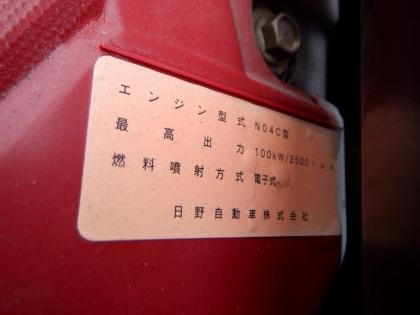 エンジン型式 N04C型
最高出力 100kW/2500
燃料噴射方式 電子式
日野自動車株式会社